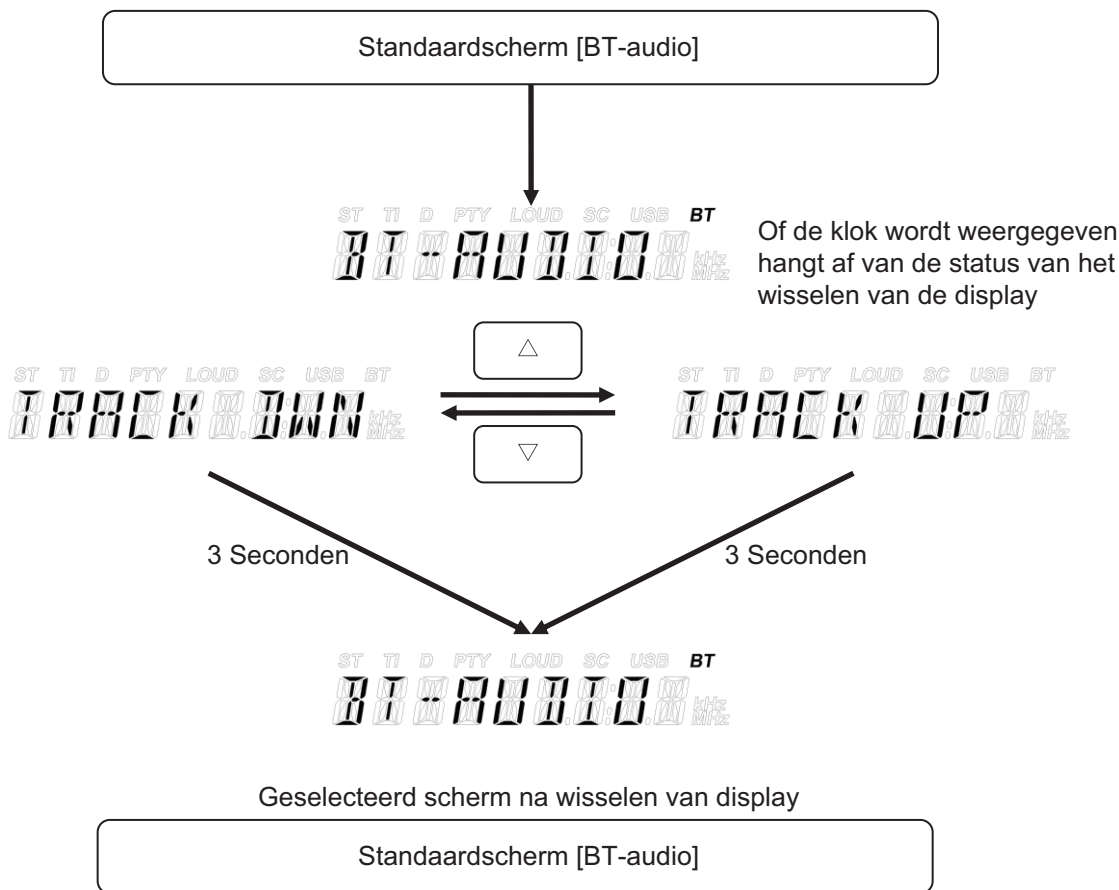 Standaardscherm [BT-audio]
ST TI D PTY LOUD SC USB BT
BT-AUDIO kHz MHz
Of de klok wordt weergegeven
hangt af van de status van het
wisselen van de display
△
ST TI D PTY LOUD SC USB BT
TRACK DWN kHz MHz
ST TI D PTY LOUD SC USB BT
TRACK UP kHz MHz
▽
3 Seconden
3 Seconden
ST TI D PTY LOUD SC USB BT
BT-AUDIO kHz MHz
Geselecteerd scherm na wisselen van display
Standaardscherm [BT-audio]